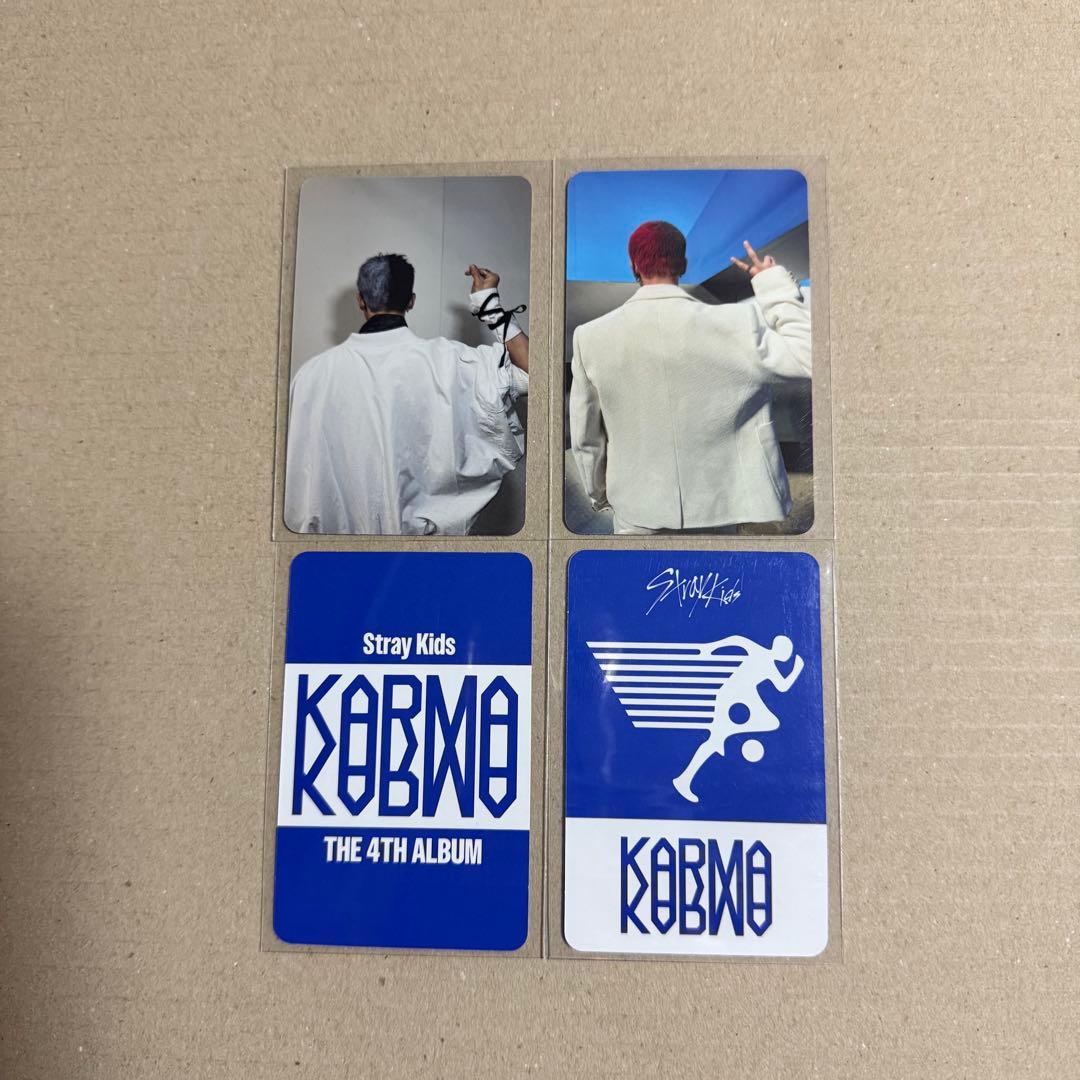 Stray Kids
KARMA
THE 4TH ALBUM
Stray Kids
KARMA